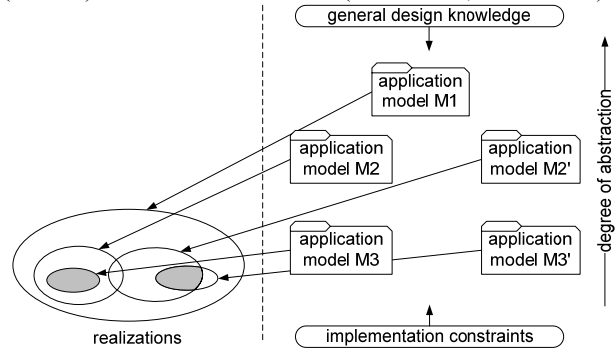 general design knowledge
application
model M1
application
model M2
application
model M2'
application
model M3
application
model M3'
degree of abstraction
realizations
implementation constraints